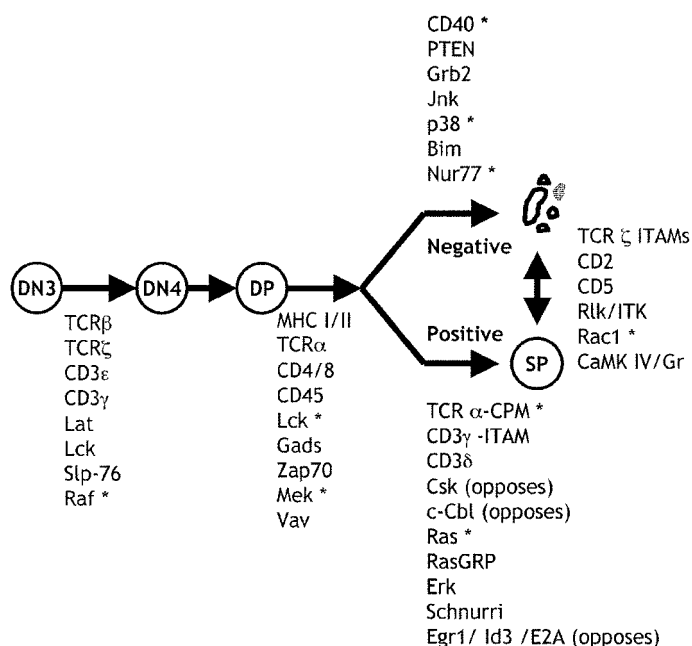 CD40 *
PTEN
Grb2
Jnk
p38 *
Bim
Nur77 *
Negative
TCR ζ ITAMs
CD2
CD5
Rlk/ITK
Rac1 *
CaMK IV/Gr
DN3
DN4
DP
Positive
SP
TCRβ
TCRζ
CD3ε
CD3γ
Lat
Lck
Slp-76
Raf *
MHC I/II
TCRα
CD4/8
CD45
Lck *
Gads
Zap70
Mek *
Vav
TCR α-CPM *
CD3γ -ITAM
CD3δ
Csk (opposes)
c-Cbl (opposes)
Ras *
RasGRP
Erk
Schnurri
Egr1/ Id3 /E2A (opposes)